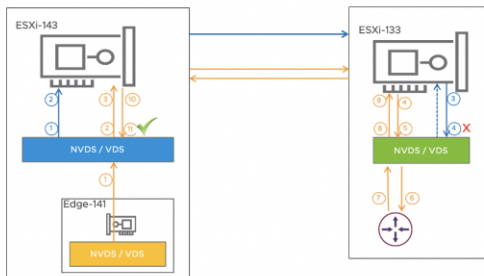 ESXi-143
ESXi-133
2
3
10
9
4
3
1
2
11
8
5
4
X
NVDS / VDS
NVDS / VDS
1
7
6
Edge-141
NVDS / VDS